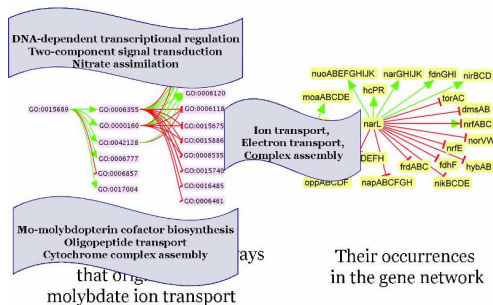 DNA-dependent transcriptional regulation
Two-component signal transduction
Nitrate assimilation
GO:0015689
GO:0006355
GO:0000160
GO:0042128
GO:0006777
GO:0006857
GO:0017004
GO:0006120
GO:0006118
GO:0015675
GO:0015886
GO:0008535
GO:0015740
GO:0016485
GO:0006461
Ion transport,
Electron transport,
Complex assembly
nuoABEFGHIJK
narGHIJK
fdnGHI
nirBCD
hcPR
moaABCDE
torAC
dmsAB
narL
nrfABC
norVW
nrfE
hybAB
DEFH
frdABC
fdhF
oppABCDF
napABCFGH
nikBCDE
Mo-molybdopterin cofactor biosynthesis
Oligopeptide transport
Cytochrome complex assembly
ways
that orig
molybdate ion transport
Their occurrences
in the gene network